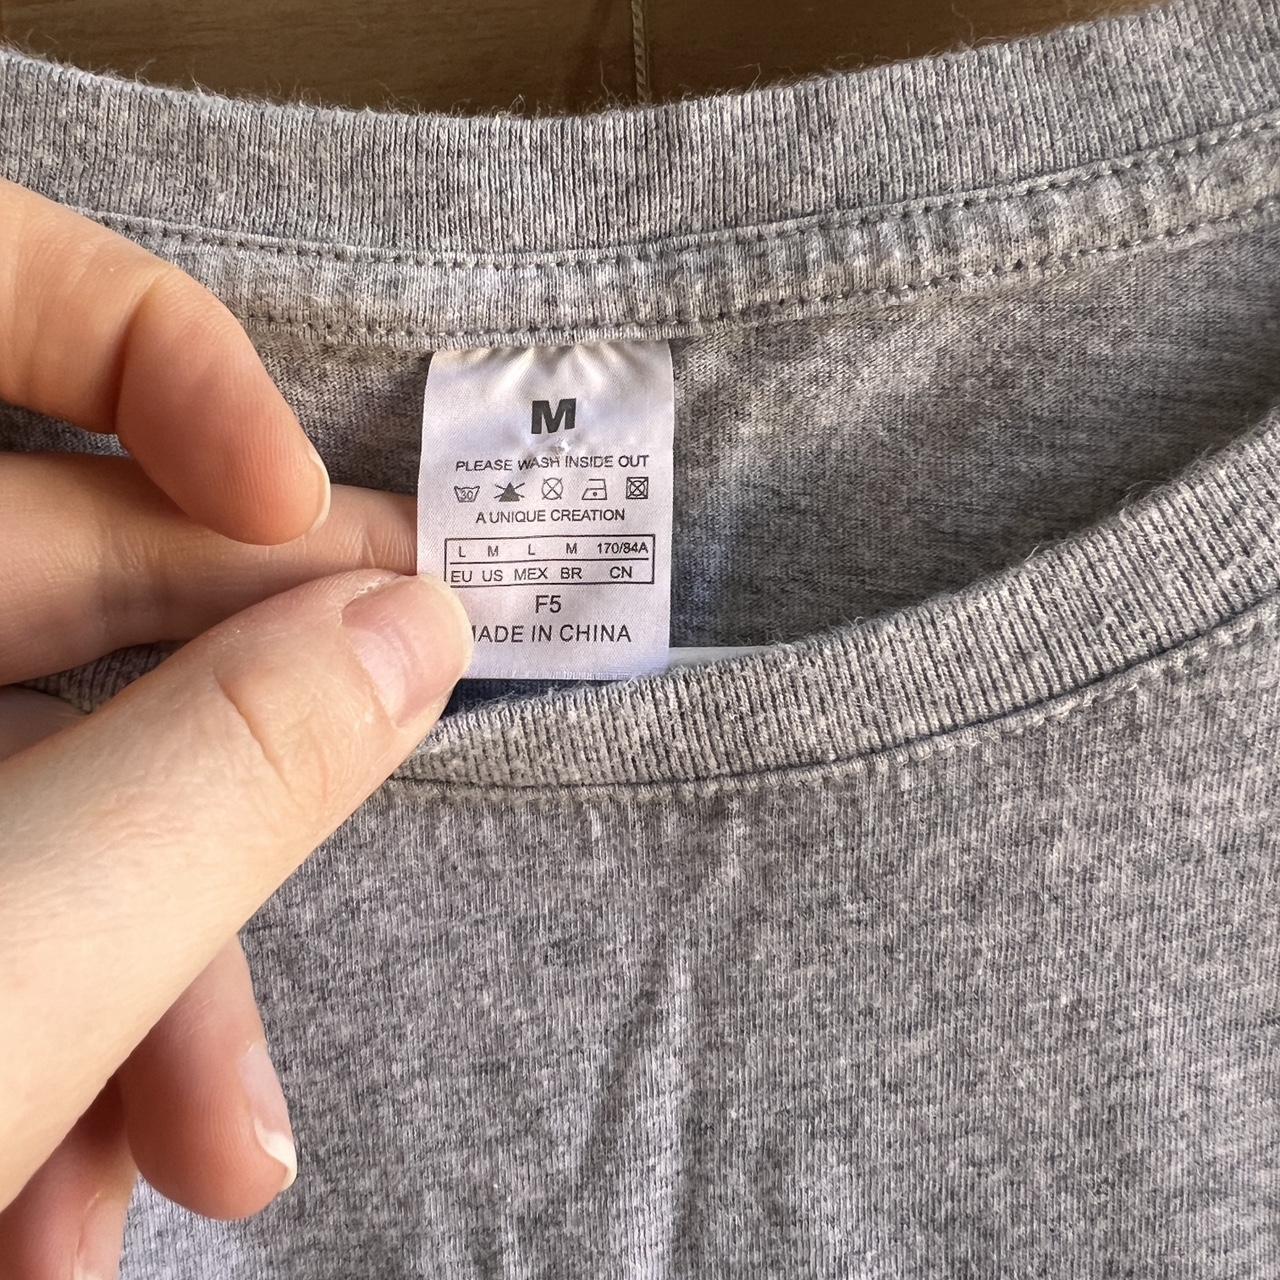 M
PLEASE WASH INSIDE OUT
30
A UNIQUE CREATION
L M L M 170/84A
EU US MEX BR CN
F5
MADE IN CHINA